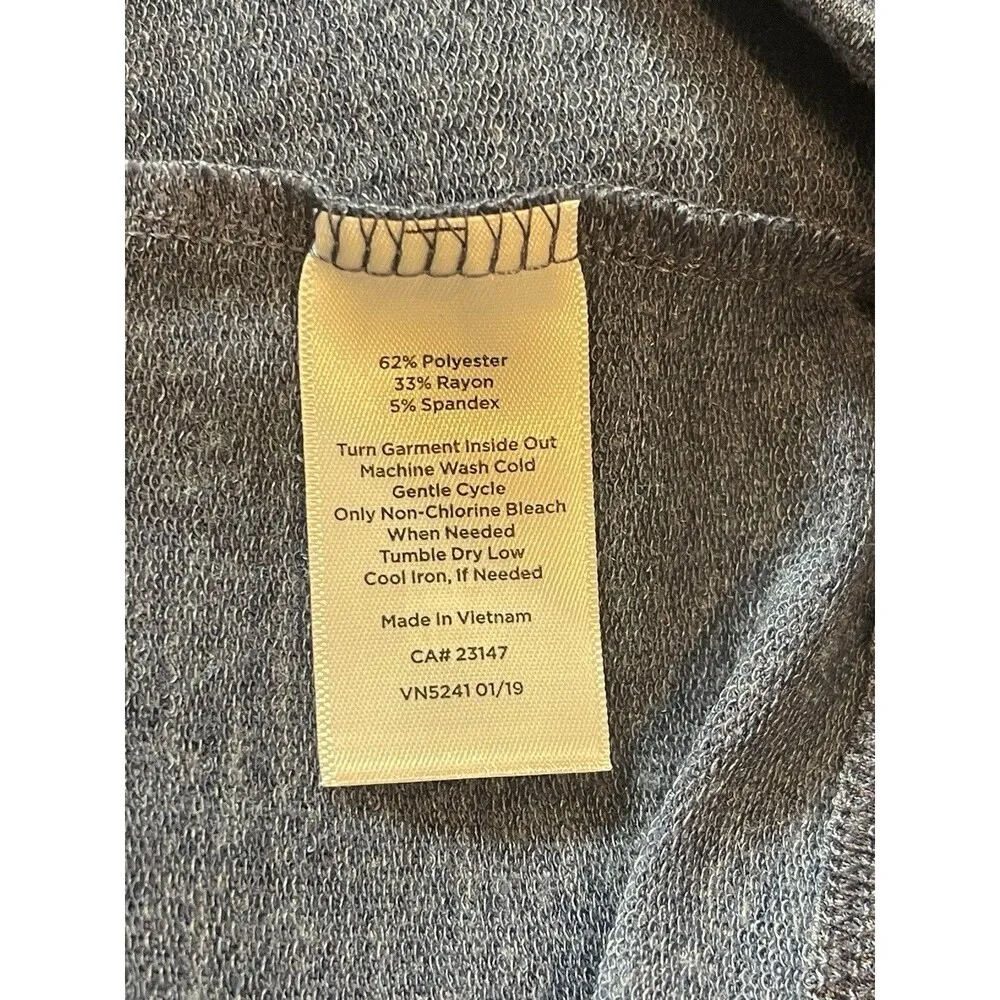 62% Polyester
33% Rayon
5% Spandex
Turn Garment Inside Out
Machine Wash Cold
Gentle Cycle
Only Non-Chlorine Bleach
When Needed
Tumble Dry Low
Cool Iron, If Needed
Made In Vietnam
CA# 23147
VN5241 01/19